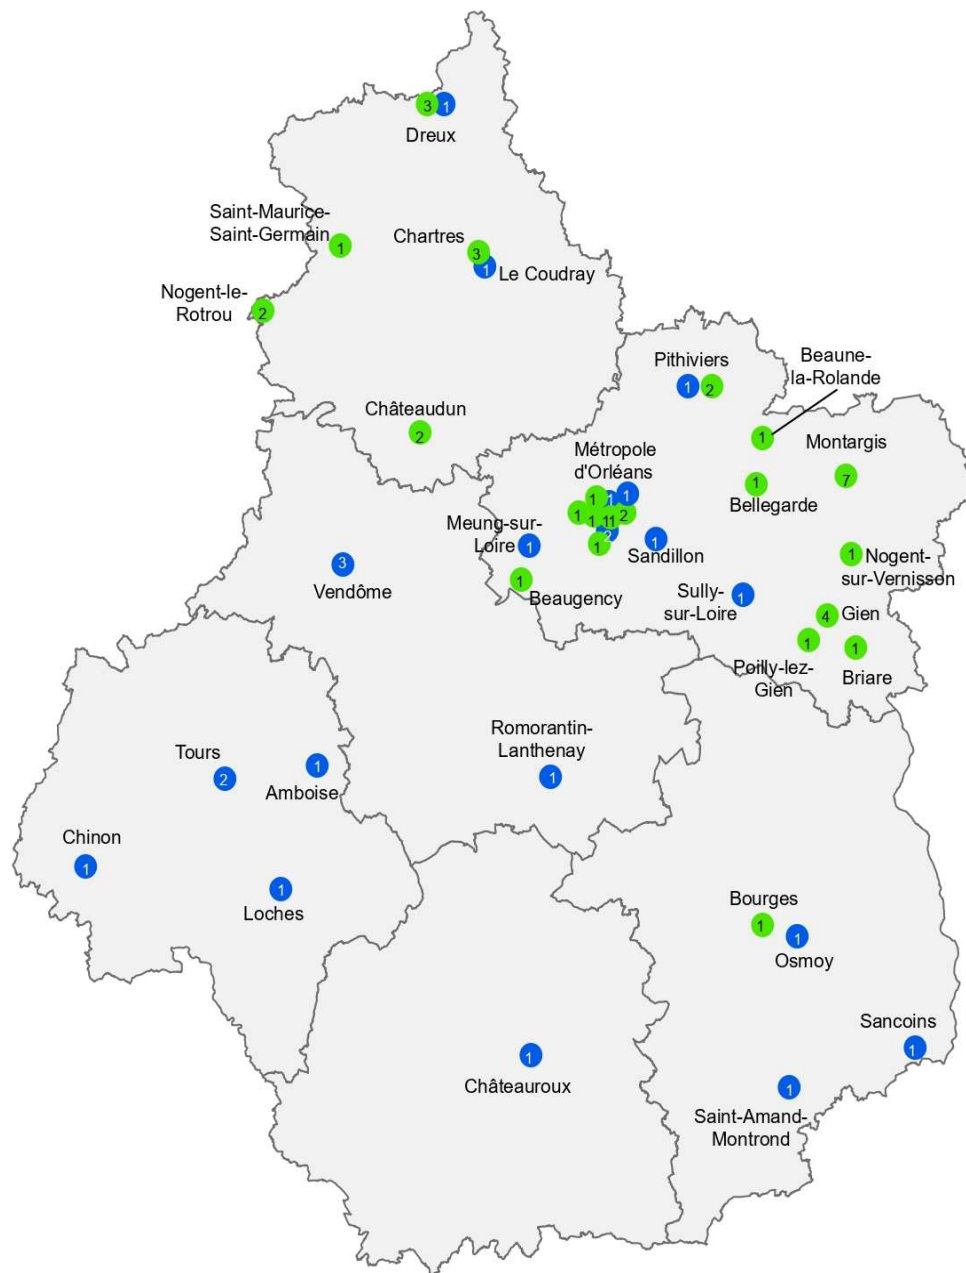 3
1
Dreux
Saint-Maurice-
Saint-Germain
1
Chartres
3
1
Le Coudray
Nogent-le-
Rotrou
2
Châteaudun
2
Pithiviers
1
2
Beaune-
la-Rolande
1
Montargis
7
Bellegarde
1
Métropole
d'Orléans
1
1
1
1
1
11
2
2
1
Meung-sur-
Loire
1
Sandillon
1
Beaugency
1
Nogent-
sur-Vernisson
1
Sully-
sur-Loire
1
Gien
4
Poilly-lez-
Gien
1
Briare
1
3
Vendôme
Romorantin-
Lanthenay
1
Tours
2
1
Amboise
Chinon
1
1
Loches
Bourges
1
1
Osmoy
Sancoins
1
1
Châteauroux
1
Saint-Amand-
Montrond